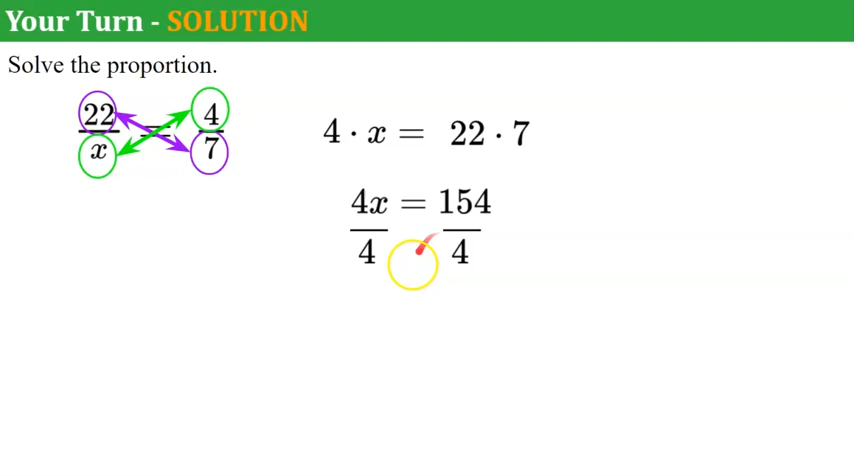 Your Turn - SOLUTION
Solve the proportion.
22/x = 4/7
4 · x = 22 · 7
4x = 154
4 4